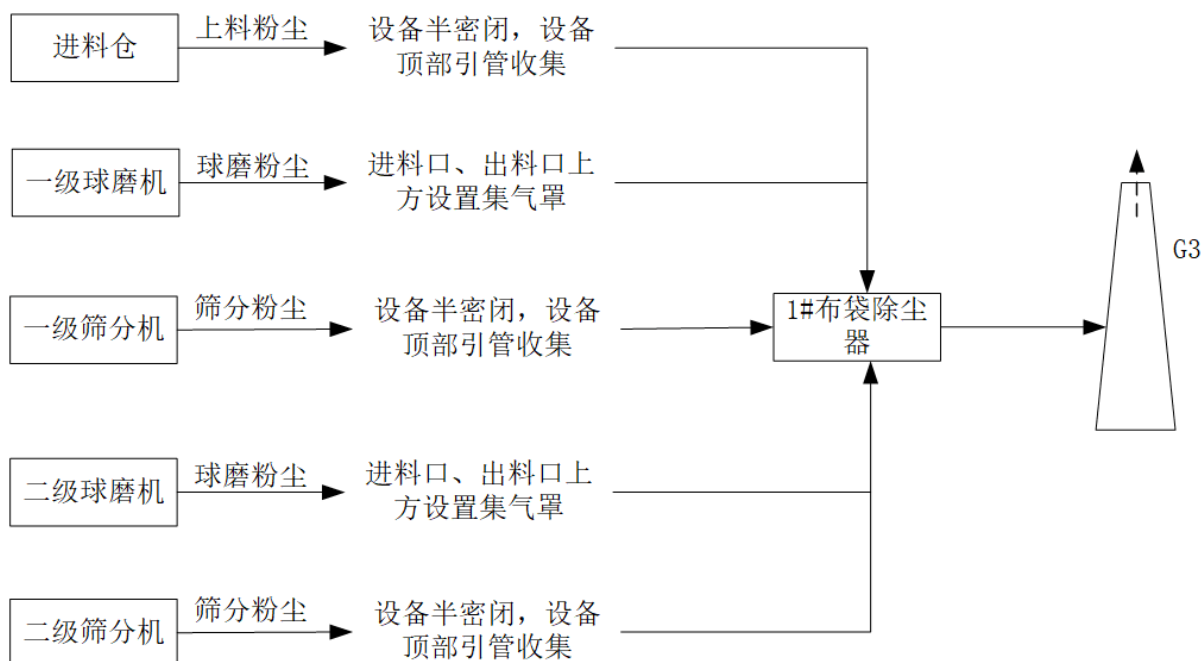 进料仓
上料粉尘
设备半密闭，设备
顶部引管收集
一级球磨机
球磨粉尘
进料口、出料口上
方设置集气罩
G3
一级筛分机
筛分粉尘
设备半密闭，设备
顶部引管收集
1#布袋除尘
器
二级球磨机
球磨粉尘
进料口、出料口上
方设置集气罩
二级筛分机
筛分粉尘
设备半密闭，设备
顶部引管收集